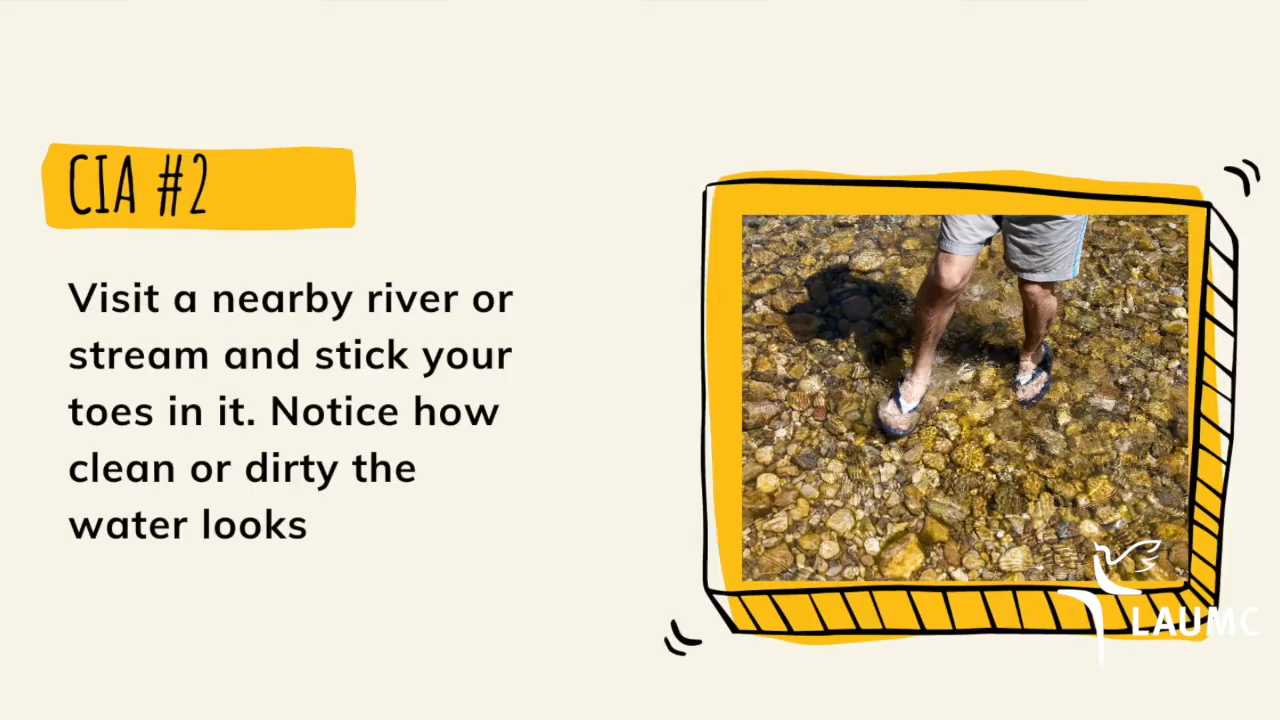 CIA #2
Visit a nearby river or
stream and stick your
toes in it. Notice how
clean or dirty the
water looks
LAUMC